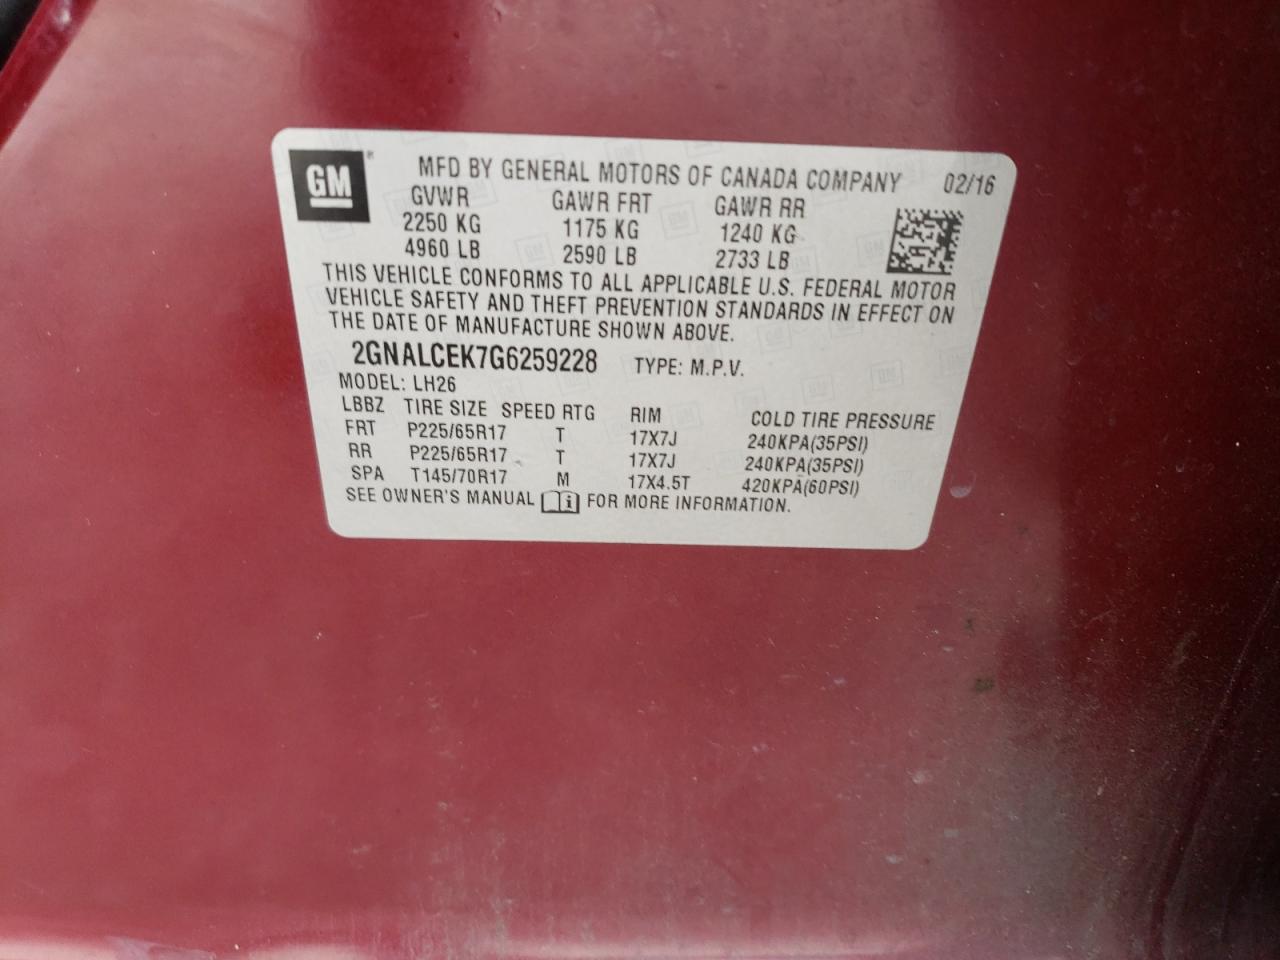 GM
MFD BY GENERAL MOTORS OF CANADA COMPANY 02/16
GVWR GAWR FRT GAWR RR
2250 KG 1175 KG 1240 KG
4960 LB 2590 LB 2733 LB
THIS VEHICLE CONFORMS TO ALL APPLICABLE U.S. FEDERAL MOTOR
VEHICLE SAFETY AND THEFT PREVENTION STANDARDS IN EFFECT ON
THE DATE OF MANUFACTURE SHOWN ABOVE.
2GNALCEK7G6259228 TYPE: M.P.V.
MODEL: LH26
LBBZ TIRE SIZE SPEED RTG RIM COLD TIRE PRESSURE
FRT P225/65R17 T 17X7J 240KPA(35PSI)
RR P225/65R17 T 17X7J 240KPA(35PSI)
SPA T145/70R17 M 17X4.5T 420KPA(60PSI)
SEE OWNER'S MANUAL FOR MORE INFORMATION.